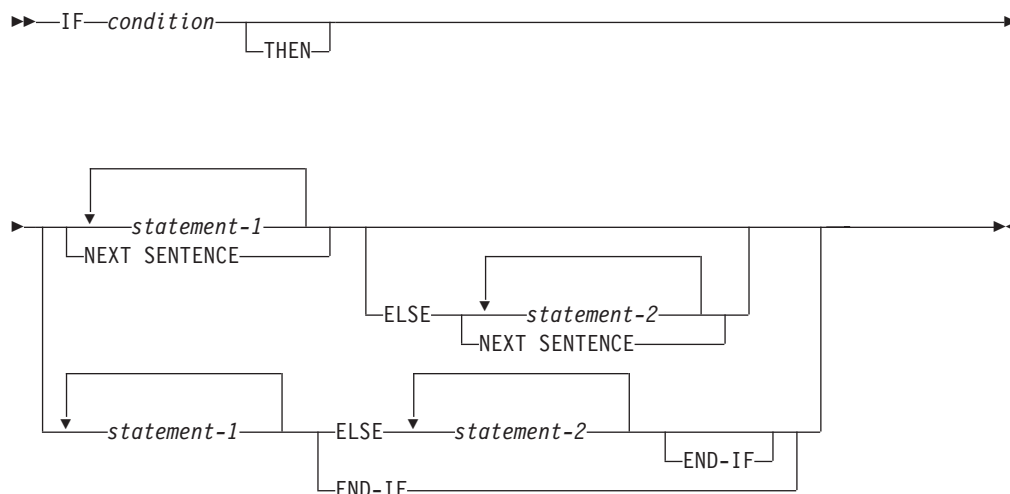 IF condition
THEN
statement-1
NEXT SENTENCE
ELSE statement-2
NEXT SENTENCE
statement-1 ELSE statement-2
END-IF
END-IF